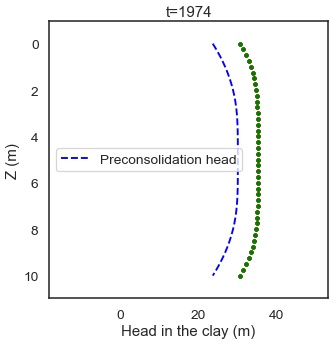 t=1974
0
2
4
6
8
10
Z (m)
Preconsolidation head
0 20 40
Head in the clay (m)